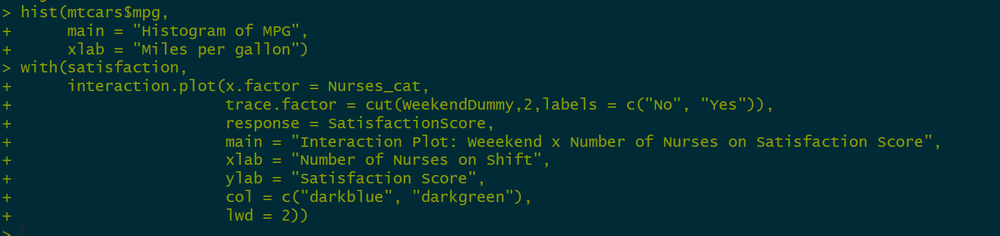 > hist(mtcars$mpg,
+      main = "Histogram of MPG",
+      xlab = "Miles per gallon")
> with(satisfaction,
+      interaction.plot(x.factor = Nurses_cat,
+                       trace.factor = cut(WeekendDummy,2,labels = c("No", "Yes")),
+                       response = SatisfactionScore,
+                       main = "Interaction Plot: Weeekend x Number of Nurses on Satisfaction Score",
+                       xlab = "Number of Nurses on Shift",
+                       ylab = "Satisfaction Score",
+                       col = c("darkblue", "darkgreen"),
+                       lwd = 2))
>